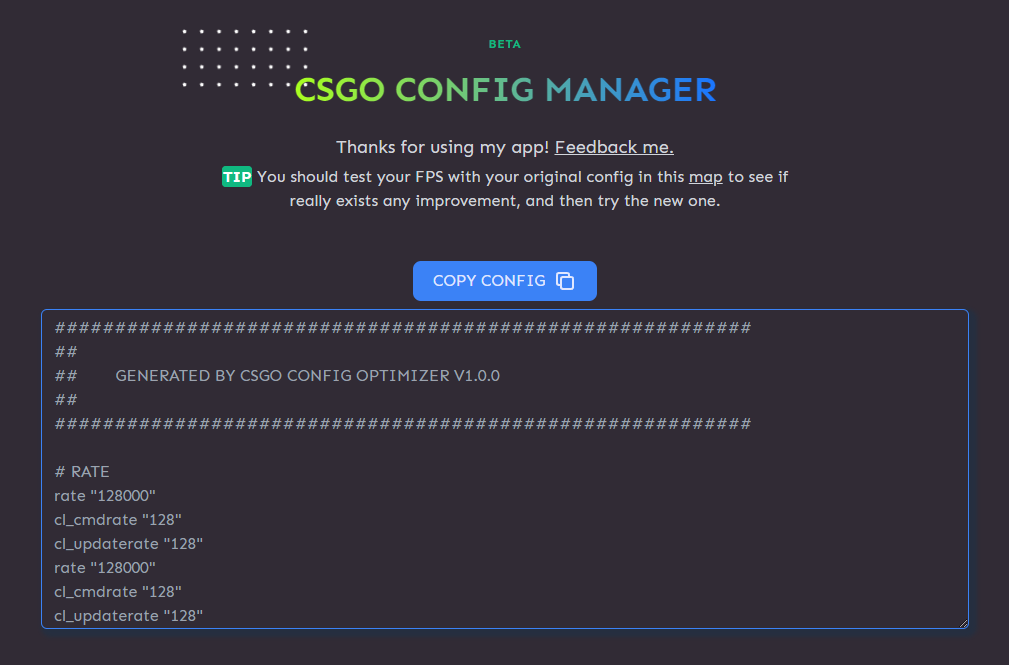 BETA
CSGO CONFIG MANAGER
Thanks for using my app! Feedback me.
TIP You should test your FPS with your original config in this map to see if
really exists any improvement, and then try the new one.
COPY CONFIG
##########################################################
##
## GENERATED BY CSGO CONFIG OPTIMIZER V1.0.0
##
##########################################################
# RATE
rate "128000"
cl_cmdrate "128"
cl_updaterate "128"
rate "128000"
cl_cmdrate "128"
cl_updaterate "128"